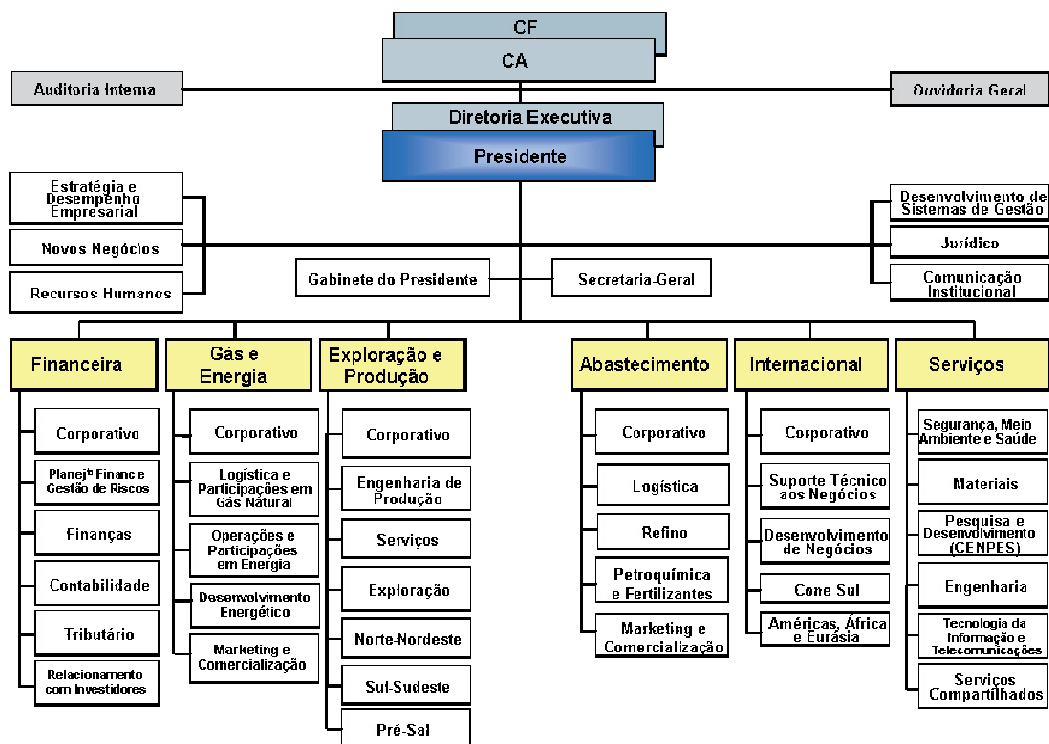 CF
CA
Auditoria Interna
Ouvidoria Geral
Diretoria Executiva
Presidente
Estratégia e
Desempenho
Empresarial
Novos Negócios
Recursos Humanos
Desenvolvimento de
Sistemas de Gestão
Jurídico
Comunicação
Institucional
Gabinete do Presidente
Secretaria-Geral
Financeira
Corporativo
Planejto Finan e
Gestão de Riscos
Finanças
Contabilidade
Tributário
Relacionamento
com Investidores
Gás e
Energia
Corporativo
Logística e
Participações em
Gás Natural
Operações e
Participações
em Energia
Desenvolvimento
Energético
Marketing e
Comercialização
Exploração e
Produção
Corporativo
Engenharia de
Produção
Serviços
Exploração
Norte-Nordeste
Sul-Sudeste
Pré-Sal
Abastecimento
Corporativo
Logística
Refino
Petroquímica
e Fertilizantes
Marketing e
Comercialização
Internacional
Corporativo
Suporte Técnico
aos Negócios
Desenvolvimento
de Negócios
Cone Sul
Américas, África
e Eurásia
Serviços
Segurança, Meio
Ambiente e Saúde
Materiais
Pesquisa e
Desenvolvimento
(CENPES)
Engenharia
Tecnologia da
Informação e
Telecomunicações
Serviços
Compartilhados